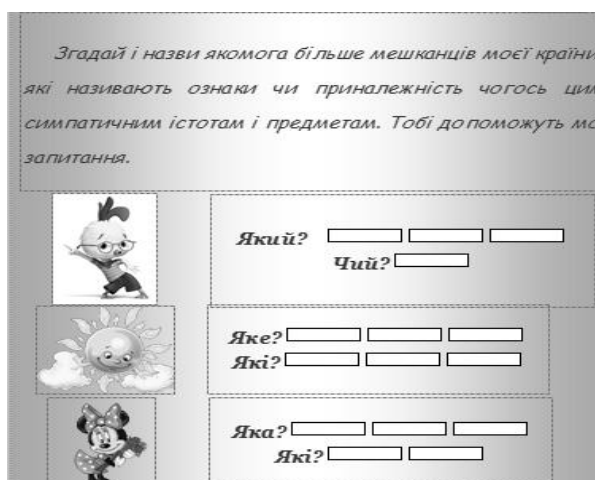 Згадай і назви якомога більше мешканців моєї країни
які називають ознаки чи приналежність чогось цим
симпатичним істотам і предметам. Тобі допоможуть мо
запитання.
Який?
Чий?
Яке?
Які?
Яка?
Які?